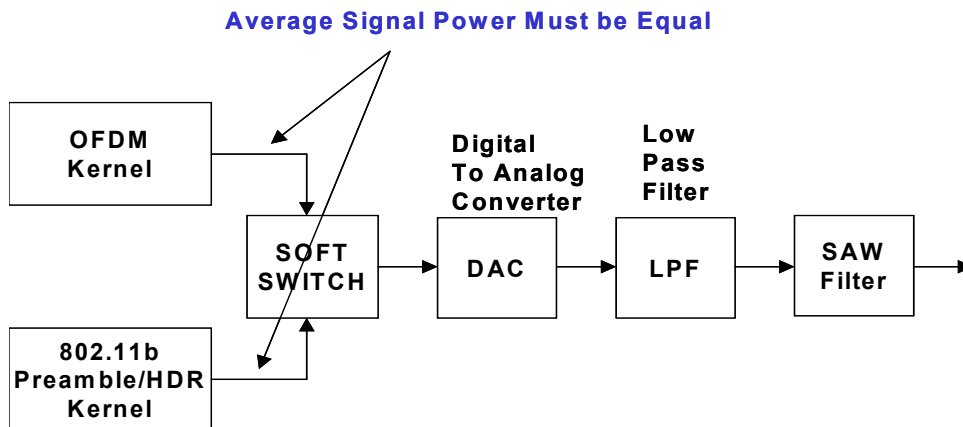 Average Signal Power Must be Equal
OFDM
Kernel
Digital
To Analog
Converter
Low
Pass
Filter
SOFT
SWITCH
DAC
LPF
SAW
Filter
802.11b
Preamble/HDR
Kernel